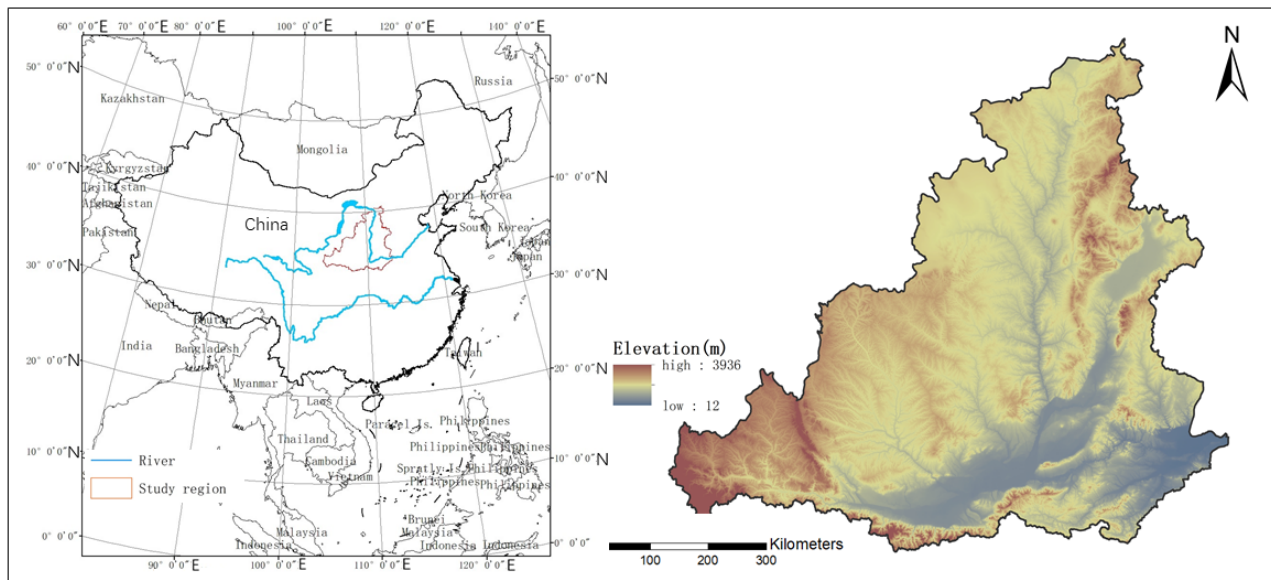 60° 0′0″E 70° 0′0″E 80° 0′0″E 100° 0′0″E 120° 0′0″E 140° 0′0″E
50° 0′0″N
40° 0′0″N
30° 0′0″N
20° 0′0″N
10° 0′0″N
0° 0′0″
50° 0′0″N
40° 0′0″N
30° 0′0″N
20° 0′0″N
10° 0′0″N
0° 0′0″
90° 0′0″E 100° 0′0″E 110° 0′0″E 120° 0′0″E
Russia
Kazakhstan
Mongolia
Kyrgyzstan
Tajikistan
Afghanistan
North Korea
China
South Korea
Pakistan
Japan
Japan
Nepal
Bhutan
India
Bangladesh
Taiwan
Myanmar
Laos
Paracel Is.
Philippines
Thailand
Philippines
Philippines
Cambodia
Spratly Is.
Philippines
Vietnam
Philippines
Philippines
Brunei
Malaysia
Malaysia
Indonesia
Indonesia
Indonesia
River
Study region
N
Elevation(m)
high : 3936
low : 12
Kilometers
100 200 300